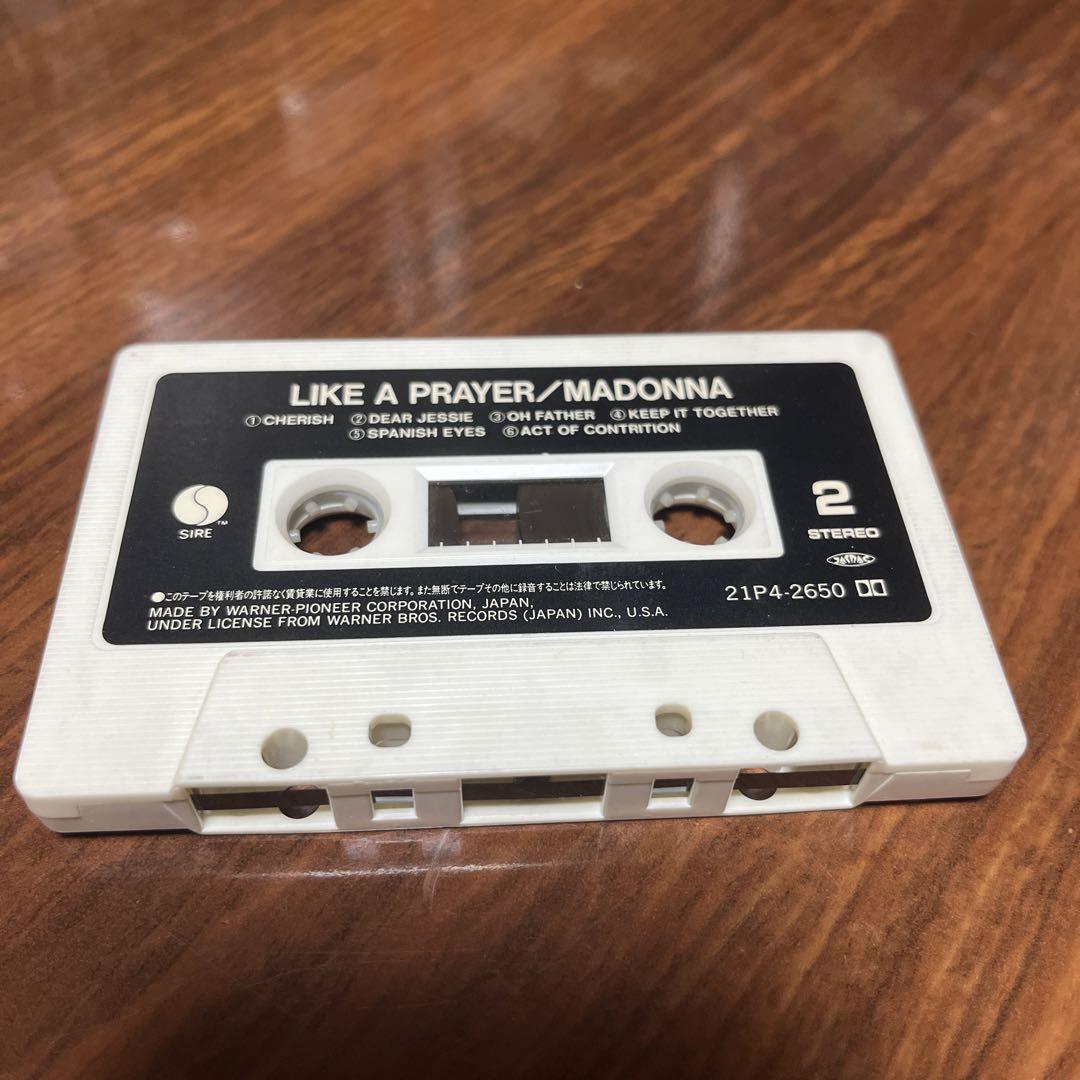 LIKE A PRAYER/MADONNA
①CHERISH ②DEAR JESSIE ③OH FATHER ④KEEP IT TOGETHER
⑤SPANISH EYES ⑥ACT OF CONTRITION
SIRE TM
2
STEREO
JASRAC
●このテープを権利者の許諾なく賃貸業に使用することを禁じます。また無断でテープその他に録音することは法律で禁じられています。
MADE BY WARNER-PIONEER CORPORATION, JAPAN,
UNDER LICENSE FROM WARNER BROS. RECORDS (JAPAN) INC., U.S.A.
21P4-2650